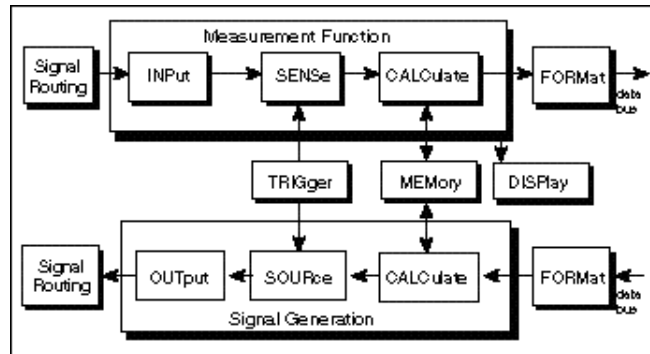 Measurement Function
Signal
Routing
INPut
SENSe
CALCulate
FORMat
data
bus
TRIGger
MEMory
DISPlay
Signal
Routing
OUTput
SOURce
CALCulate
FORMat
data
bus
Signal Generation